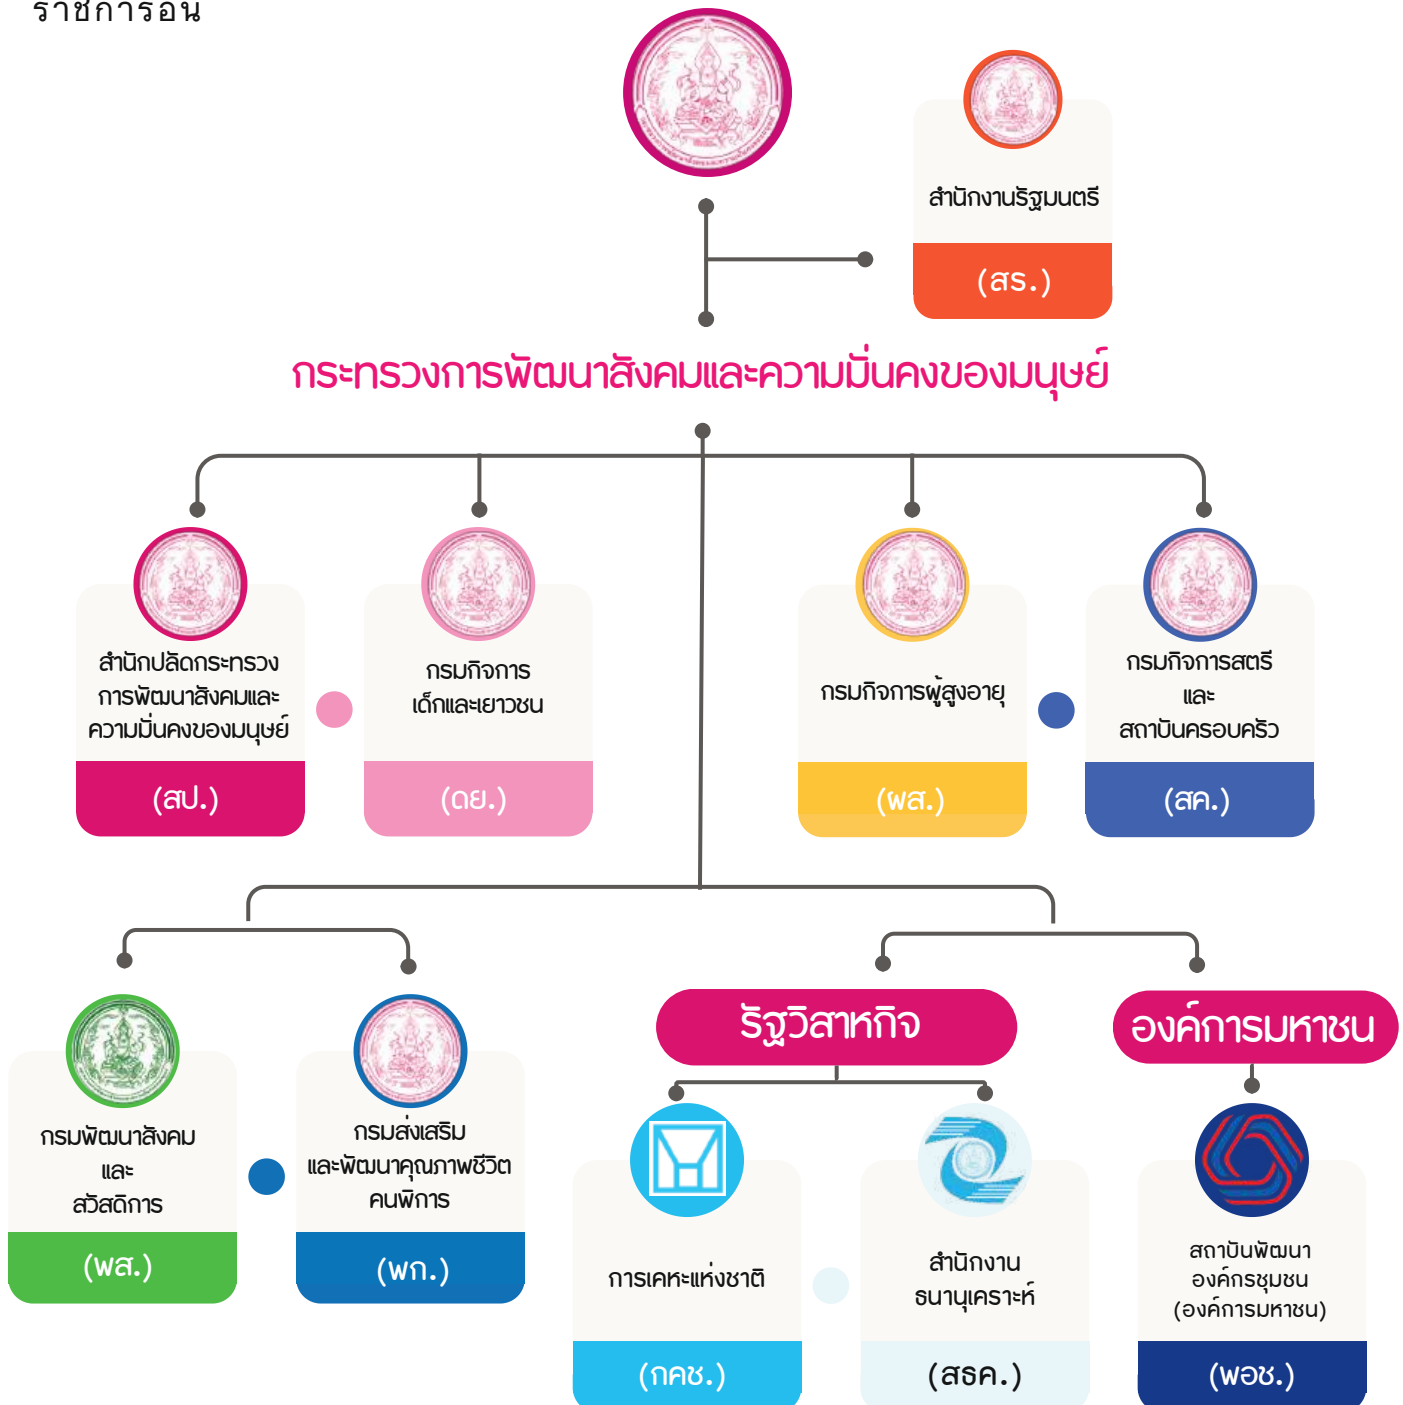 ราชการอื่น
สำนักงานรัฐมนตรี
(สร.)
กระทรวงการพัฒนาสังคมและความมั่นคงของมนุษย์
สำนักปลัดกระทรวง
การพัฒนาสังคมและ
ความมั่นคงของมนุษย์
(สป.)
กรมกิจการ
เด็กและเยาวชน
(ดย.)
กรมกิจการผู้สูงอายุ
(ผส.)
กรมกิจการสตรี
และ
สถาบันครอบครัว
(สค.)
กรมพัฒนาสังคม
และ
สวัสดิการ
(พส.)
กรมส่งเสริม
และพัฒนาคุณภาพชีวิต
คนพิการ
(พก.)
รัฐวิสาหกิจ
การเคหะแห่งชาติ
(กคช.)
สำนักงาน
ธนานุเคราะห์
(สธค.)
องค์การมหาชน
สถาบันพัฒนา
องค์กรชุมชน
(องค์การมหาชน)
(พอช.)